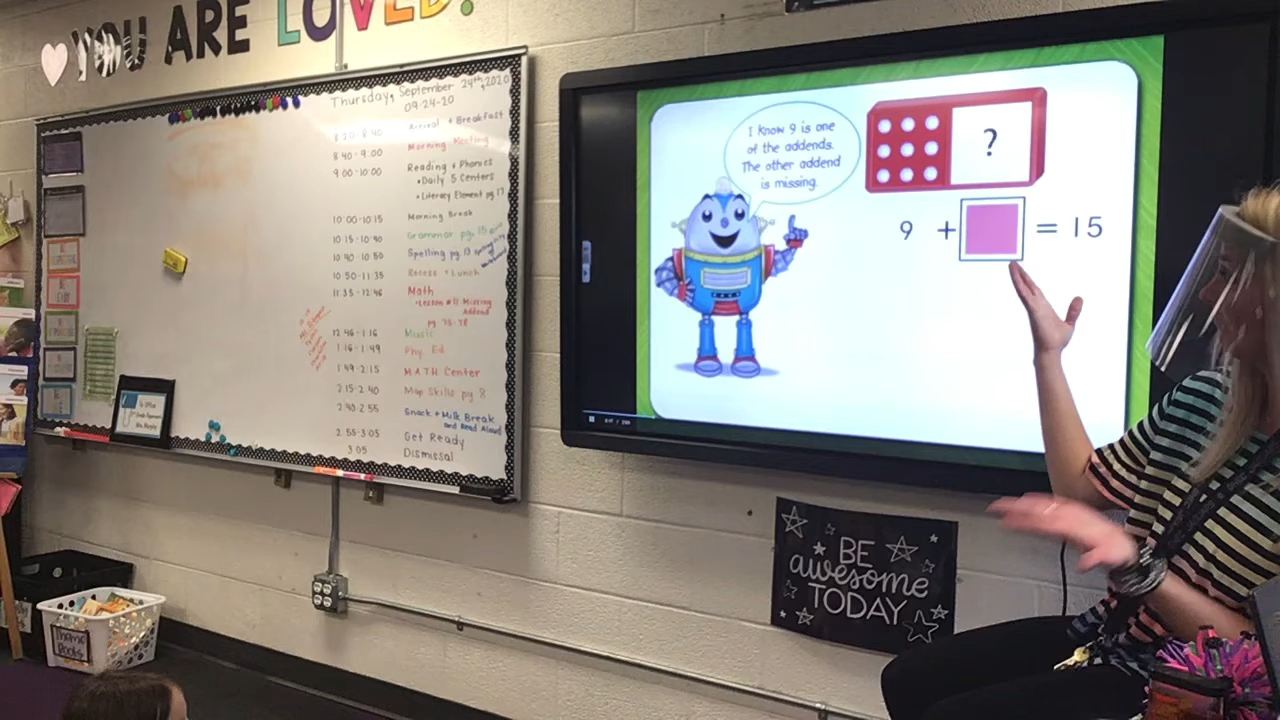 YOU ARE LOVED!
Thursday, September 24th, 2020
09-24-20
8:20-8:40 Arrival + Breakfast
8:40-9:00 Morning Meeting
9:00-10:00 Reading + Phonics
• Daily 5 Centers
• Literacy Element pg 17
10:00-10:15 Morning Break
10:15-10:40 Grammar pg. 15
10:40-10:50 Spelling pg 13
10:50-11:35 Recess + Lunch
11:35-12:46 Math
• Lesson #11 Missing
Addend
pg 75-78
12:46-1:16 Music
1:16-1:49 Phy. Ed.
1:49-2:15 MATH Center
2:15-2:40 Map Skills pg 8
2:40-2:55 Snack + Milk Break
and Read Aloud
2:55-3:05 Get Ready
3:05 Dismissal
I know 9 is one
of the addends.
The other addend
is missing.
?
9 + = 15
BE
awesome
TODAY
Theme
Books